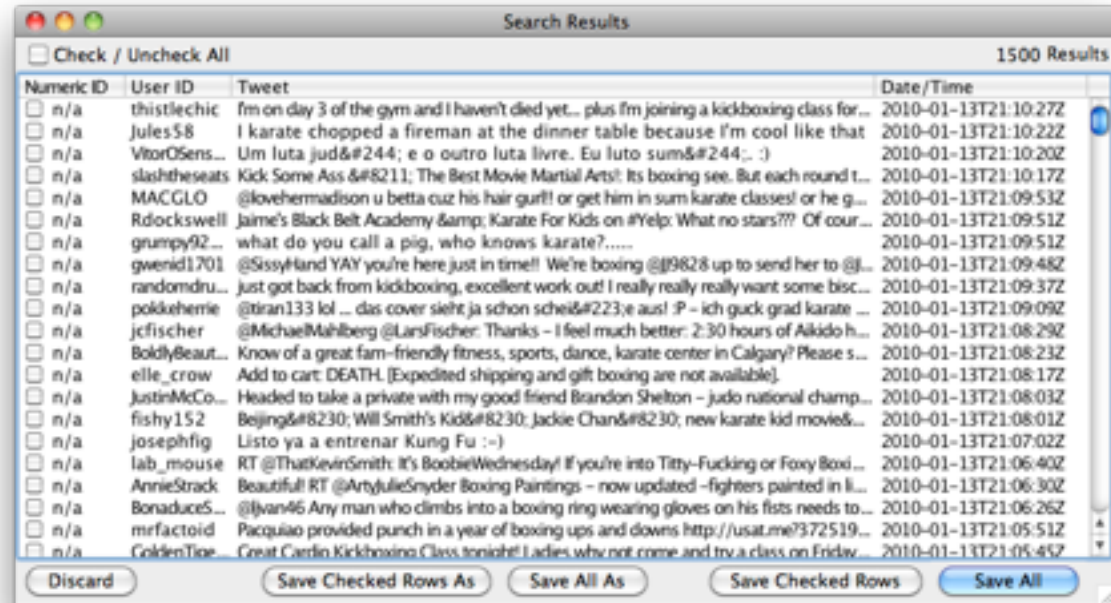 Search Results
Check / Uncheck All 1500 Results
Numeric ID User ID Tweet Date/Time
n/a thistlechic I'm on day 3 of the gym and I haven't died yet... plus I'm joining a kickboxing class for... 2010-01-13T21:10:27Z
n/a Jules58 I karate chopped a fireman at the dinner table because I'm cool like that 2010-01-13T21:10:22Z
n/a VitorOSens... Um luta jud&#244; e o outro luta livre. Eu luto sum&#244;. :) 2010-01-13T21:10:20Z
n/a slashtheseats Kick Some Ass &#8211; The Best Movie Martial Arts!: Its boxing see. But each round t... 2010-01-13T21:10:17Z
n/a MACGLO @lovehermadison u betta cuz his hair gurl!! or get him in sum karate classes! or he g... 2010-01-13T21:09:53Z
n/a Rdockswell Jaime's Black Belt Academy &amp; Karate For Kids on #Yelp: What no stars??? Of cour... 2010-01-13T21:09:51Z
n/a grumpy92... what do you call a pig, who knows karate?..... 2010-01-13T21:09:51Z
n/a gwenid1701 @SissyHand YAY you're here just in time!! We're boxing @JJ9828 up to send her to @J... 2010-01-13T21:09:48Z
n/a randomdru... just got back from kickboxing, excellent work out! I really really really want some bisc... 2010-01-13T21:09:37Z
n/a pokkeherrie @tiran133 lol ... das cover sieht ja schon schei&#223;e aus! :P – ich guck grad karate ... 2010-01-13T21:09:09Z
n/a jcfischer @MichaelMahlberg @LarsFischer: Thanks – I feel much better: 2:30 hours of Aikido h... 2010-01-13T21:08:29Z
n/a BoldlyBeaut... Know of a great fam-friendly fitness, sports, dance, karate center in Calgary? Please s... 2010-01-13T21:08:23Z
n/a elle_crow Add to cart: DEATH. [Expedited shipping and gift boxing are not available]. 2010-01-13T21:08:17Z
n/a JustinMcCo... Headed to take a private with my good friend Brandon Shelton – judo national champ... 2010-01-13T21:08:03Z
n/a fishy152 Beijing&#8230; Will Smith's Kid&#8230; Jackie Chan&#8230; new karate kid movie&... 2010-01-13T21:08:01Z
n/a josephfig Listo ya a entrenar Kung Fu :-) 2010-01-13T21:07:02Z
n/a lab_mouse RT @ThatKevinSmith: It's BoobieWednesday! If you're into Titty-Fucking or Foxy Boxi... 2010-01-13T21:06:40Z
n/a AnnieStrack Beautiful! RT @ArtyJulieSnyder Boxing Paintings – now updated –fighters painted in li... 2010-01-13T21:06:30Z
n/a BonaduceS... @ljvan46 Any man who climbs into a boxing ring wearing gloves on his fists needs to... 2010-01-13T21:06:26Z
n/a mrfactoid Pacquiao provided punch in a year of boxing ups and downs http://usat.me?372519... 2010-01-13T21:05:51Z
n/a GoldenTige... Great Cardio Kickboxing Class tonight! Ladies why not come and try a class on Friday... 2010-01-13T21:05:45Z
Discard Save Checked Rows As Save All As Save Checked Rows Save All